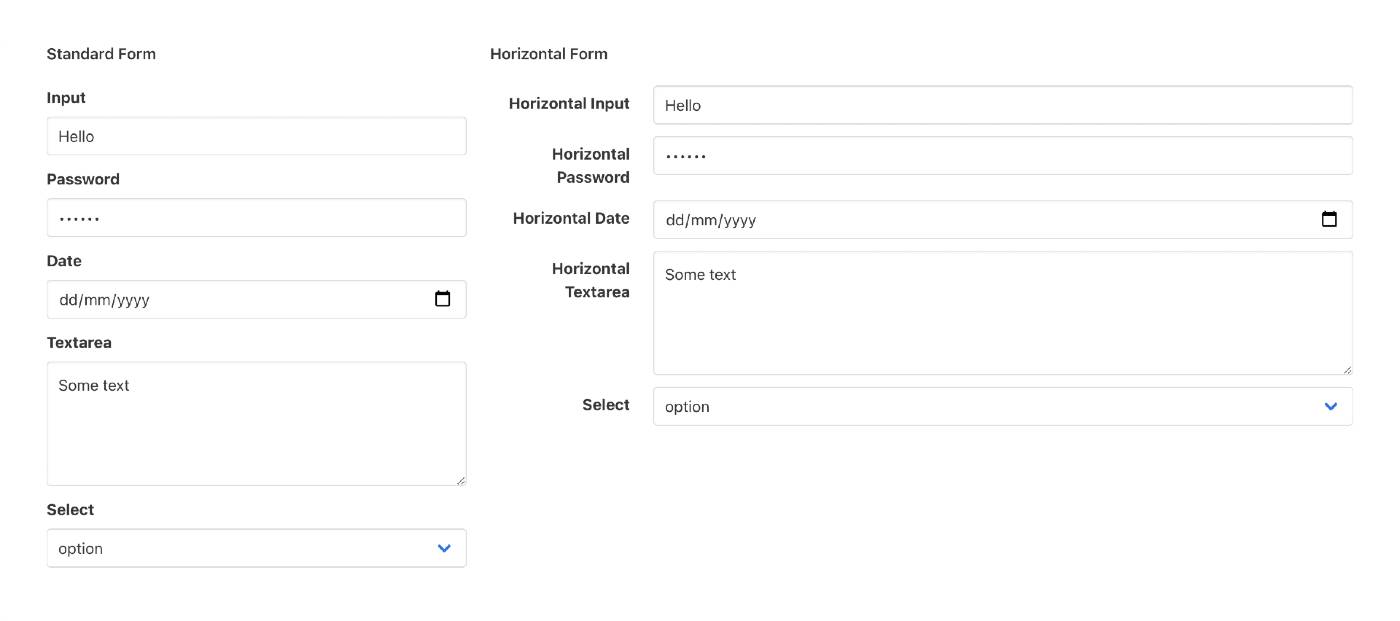 Standard Form
Input
Hello
Password
••••••
Date
dd/mm/yyyy
Textarea
Some text
Select
option
Horizontal Form
Horizontal Input
Hello
Horizontal
Password
••••••
Horizontal Date
dd/mm/yyyy
Horizontal
Textarea
Some text
Select
option